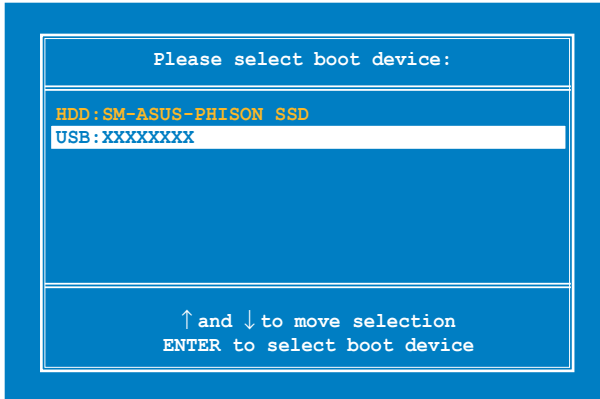 Please select boot device:
HDD:SM-ASUS-PHISON SSD
USB:XXXXXXXX
↑ and ↓ to move selection
ENTER to select boot device